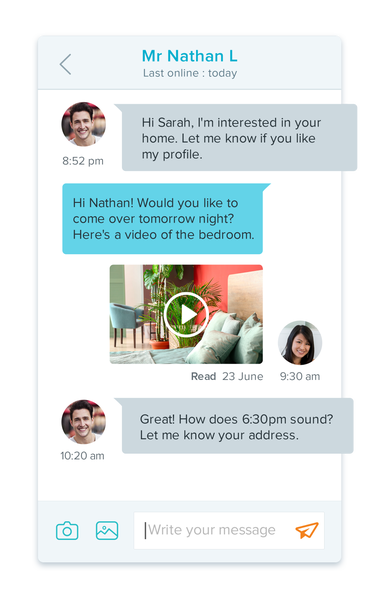 Mr Nathan L
Last online : today
Hi Sarah, I'm interested in your
home. Let me know if you like
my profile.
8:52 pm
Hi Nathan! Would you like to
come over tomorrow night?
Here's a video of the bedroom.
Read 23 June
9:30 am
Great! How does 6:30pm sound?
Let me know your address.
10:20 am
Write your message